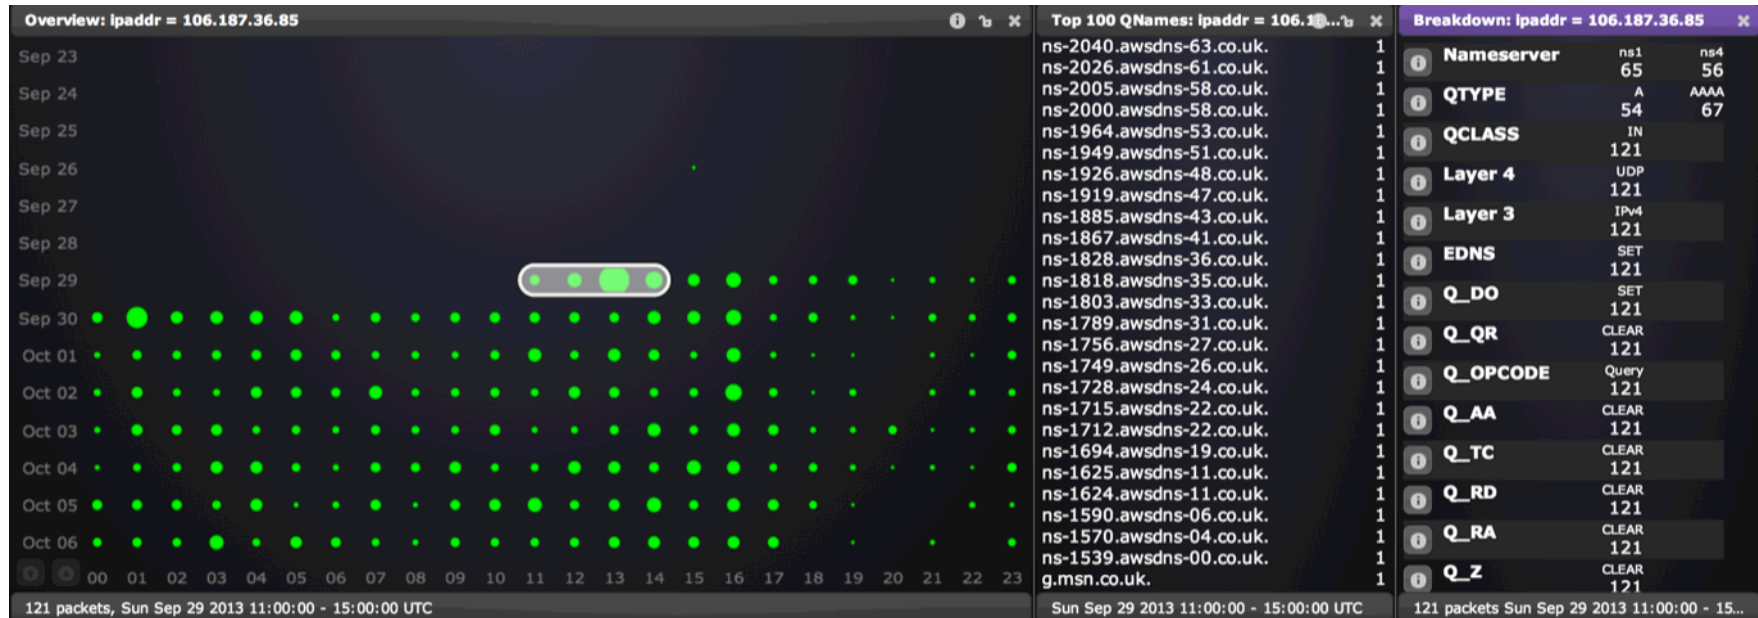 Overview: ipaddr = 106.187.36.85
Sep 23
Sep 24
Sep 25
Sep 26
Sep 27
Sep 28
Sep 29
Sep 30
Oct 01
Oct 02
Oct 03
Oct 04
Oct 05
Oct 06
00 01 02 03 04 05 06 07 08 09 10 11 12 13 14 15 16 17 18 19 20 21 22 23
121 packets, Sun Sep 29 2013 11:00:00 - 15:00:00 UTC
Top 100 QNames: ipaddr = 106.1...
ns-2040.awsdns-63.co.uk. 1
ns-2026.awsdns-61.co.uk. 1
ns-2005.awsdns-58.co.uk. 1
ns-2000.awsdns-58.co.uk. 1
ns-1964.awsdns-53.co.uk. 1
ns-1949.awsdns-51.co.uk. 1
ns-1926.awsdns-48.co.uk. 1
ns-1919.awsdns-47.co.uk. 1
ns-1885.awsdns-43.co.uk. 1
ns-1867.awsdns-41.co.uk. 1
ns-1828.awsdns-36.co.uk. 1
ns-1818.awsdns-35.co.uk. 1
ns-1803.awsdns-33.co.uk. 1
ns-1789.awsdns-31.co.uk. 1
ns-1756.awsdns-27.co.uk. 1
ns-1749.awsdns-26.co.uk. 1
ns-1728.awsdns-24.co.uk. 1
ns-1715.awsdns-22.co.uk. 1
ns-1712.awsdns-22.co.uk. 1
ns-1694.awsdns-19.co.uk. 1
ns-1625.awsdns-11.co.uk. 1
ns-1624.awsdns-11.co.uk. 1
ns-1590.awsdns-06.co.uk. 1
ns-1570.awsdns-04.co.uk. 1
ns-1539.awsdns-00.co.uk. 1
g.msn.co.uk. 1
Sun Sep 29 2013 11:00:00 - 15:00:00 UTC
Breakdown: ipaddr = 106.187.36.85
Nameserver ns1 ns4
65 56
QTYPE A AAAA
54 67
QCLASS IN
121
Layer 4 UDP
121
Layer 3 IPv4
121
EDNS SET
121
Q_DO SET
121
Q_QR CLEAR
121
Q_OPCODE Query
121
Q_AA CLEAR
121
Q_TC CLEAR
121
Q_RD CLEAR
121
Q_RA CLEAR
121
Q_Z CLEAR
121
121 packets Sun Sep 29 2013 11:00:00 - 15...